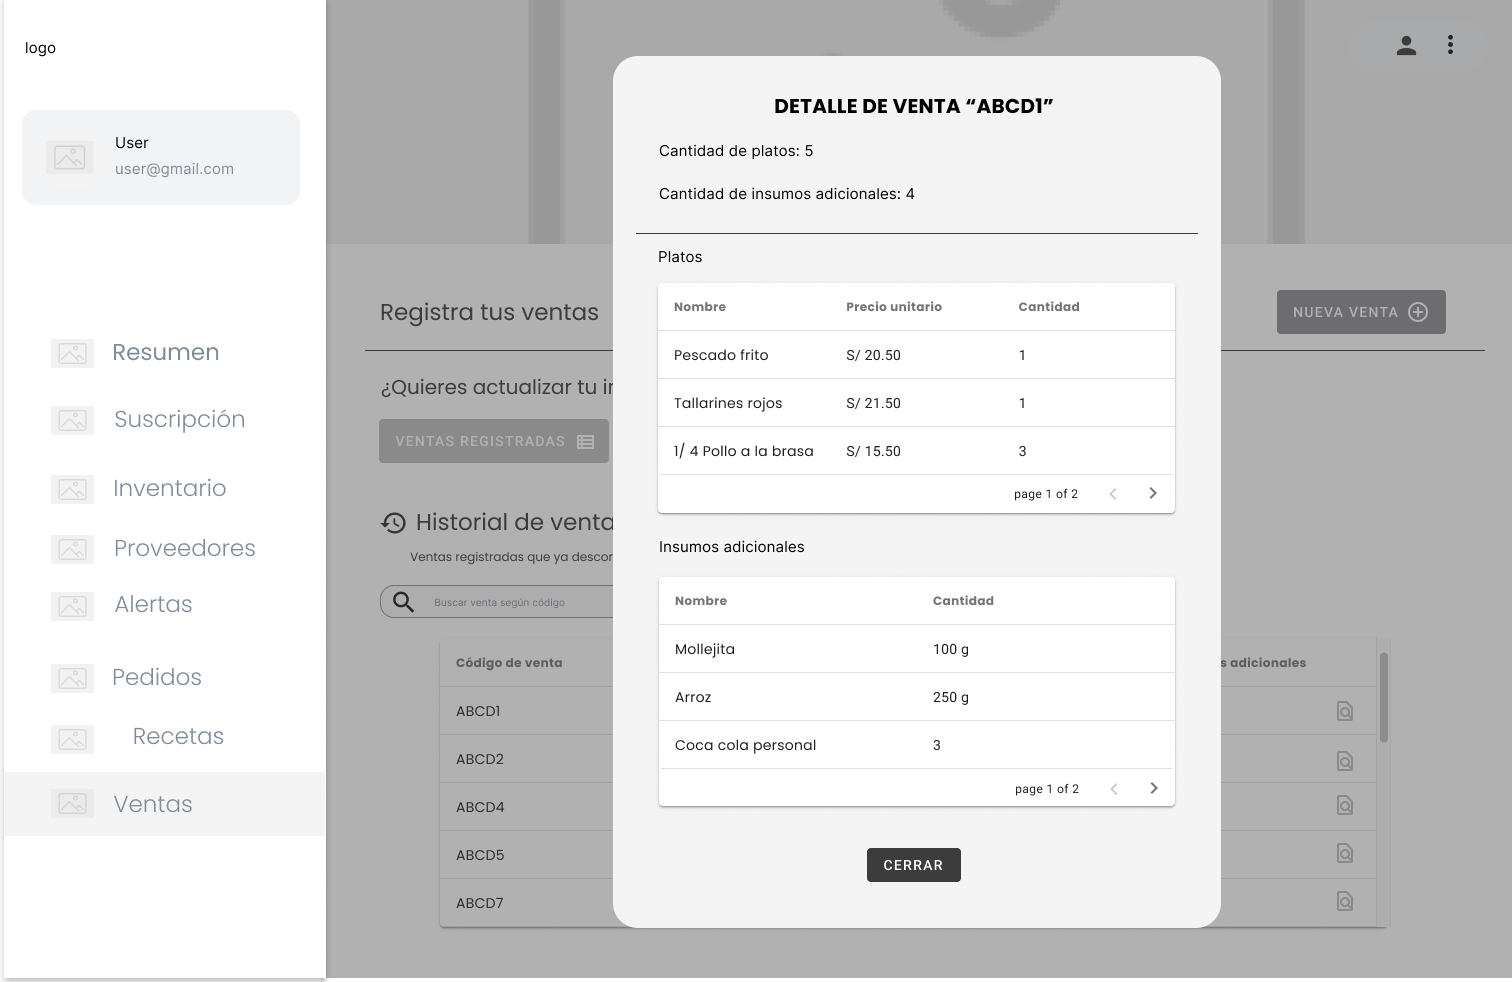 logo
User
user@gmail.com
Resumen
Suscripción
Inventario
Proveedores
Alertas
Pedidos
Recetas
Ventas
Registra tus ventas
NUEVA VENTA
¿Quieres actualizar tu
VENTAS REGISTRADAS
Historial de venta
Ventas registradas que ya
Buscar venta según código
Código de venta
adicionales
ABCD1
ABCD2
ABCD4
ABCD5
ABCD7
DETALLE DE VENTA “ABCD1”
Cantidad de platos: 5
Cantidad de insumos adicionales: 4
Platos
Nombre Precio unitario Cantidad
Pescado frito S/ 20.50 1
Tallarines rojos S/ 21.50 1
1/ 4 Pollo a la brasa S/ 15.50 3
page 1 of 2
Insumos adicionales
Nombre Cantidad
Mollejita 100 g
Arroz 250 g
Coca cola personal 3
page 1 of 2
CERRAR